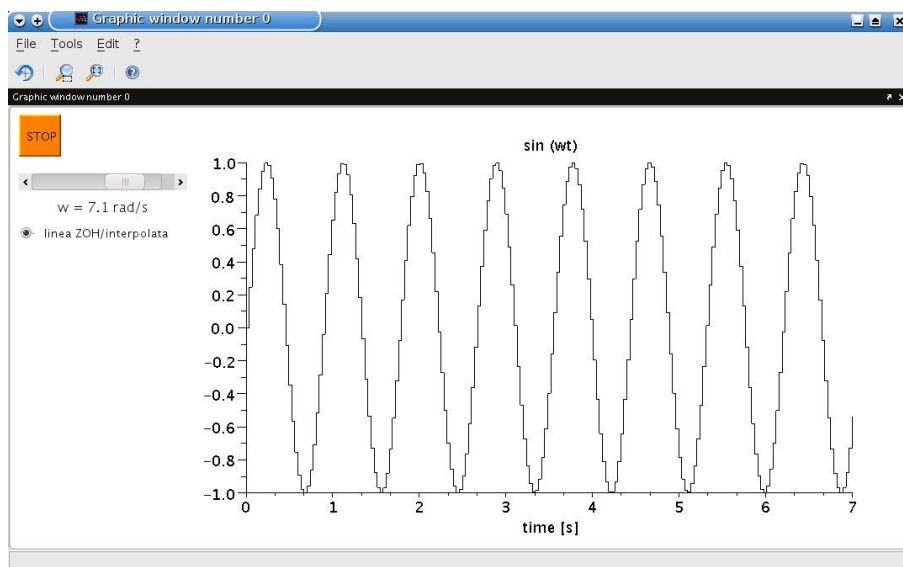 Graphic window number 0
File Tools Edit ?
Graphic window number 0
STOP
w = 7.1 rad/s
linea ZOH/interpolata
sin (wt)
1.0
0.8
0.6
0.4
0.2
0.0
−0.2
−0.4
−0.6
−0.8
−1.0
0 1 2 3 4 5 6 7
time [s]